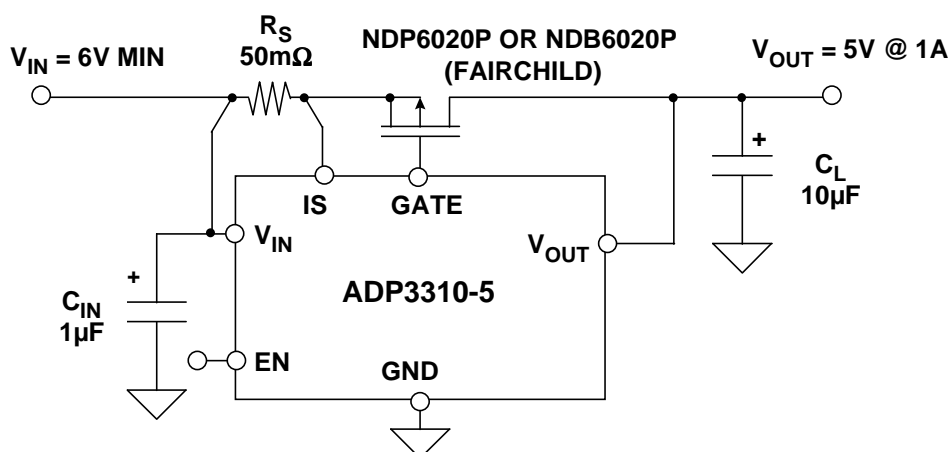 V_IN = 6V MIN
R_S
50mΩ
NDP6020P OR NDB6020P
(FAIRCHILD)
V_OUT = 5V @ 1A
IS
GATE
V_IN
V_OUT
+
C_L
10µF
+
C_IN
1µF
ADP3310-5
EN
GND